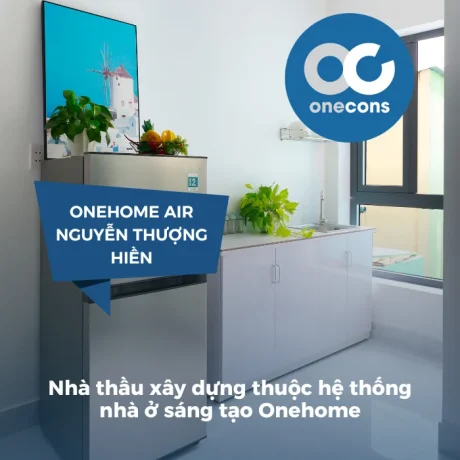 onecons
12
ONEHOME AIR
NGUYỄN THƯỢNG
HIỀN
Nhà thầu xây dựng thuộc hệ thống
nhà ở sáng tạo Onehome